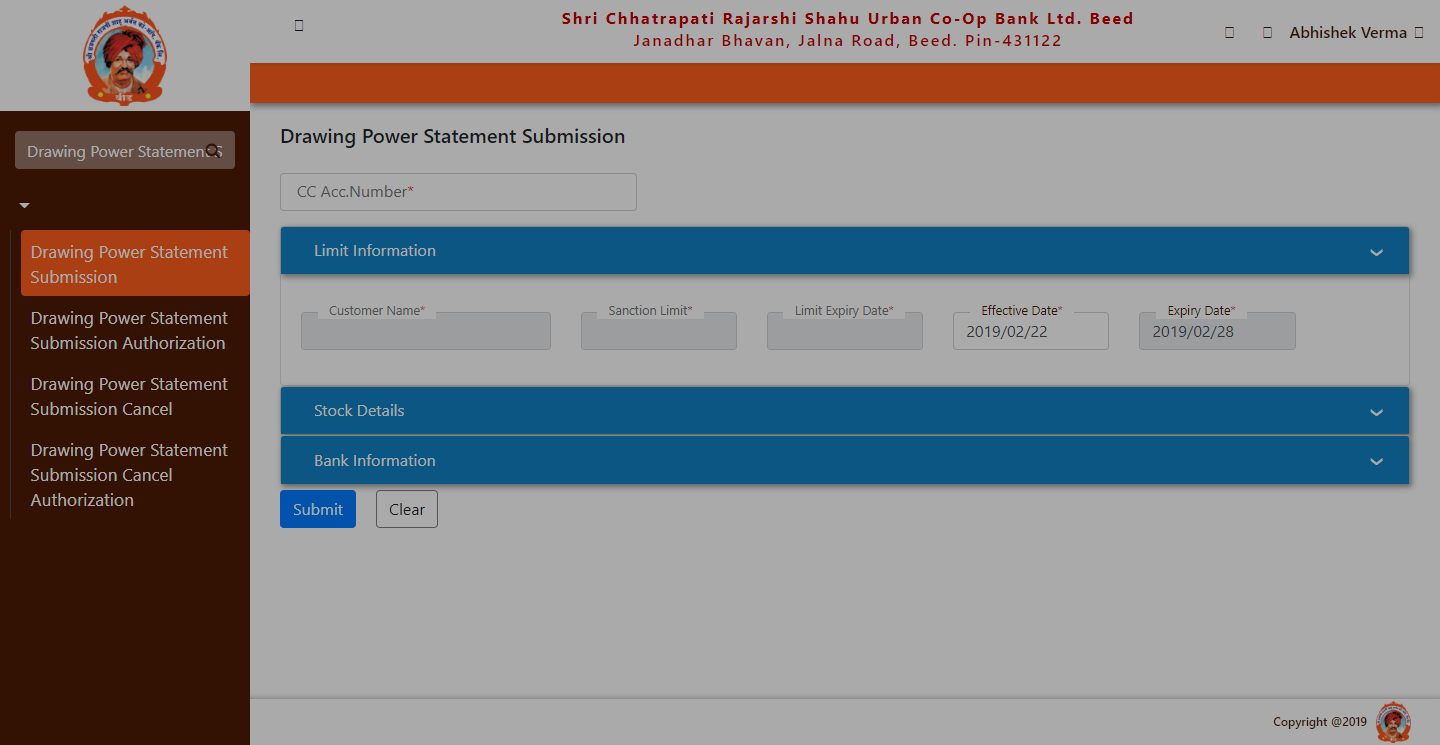 Shri Chhatrapati Rajarshi Shahu Urban Co-Op Bank Ltd. Beed
Janadhar Bhavan, Jalna Road, Beed. Pin-431122
Abhishek Verma
बीड
Drawing Power Statement S
Drawing Power Statement
Submission
Drawing Power Statement
Submission Authorization
Drawing Power Statement
Submission Cancel
Drawing Power Statement
Submission Cancel
Authorization
Drawing Power Statement Submission
CC Acc.Number*
Limit Information
Customer Name*
Sanction Limit*
Limit Expiry Date*
Effective Date*
Expiry Date*
2019/02/22
2019/02/28
Stock Details
Bank Information
Submit
Clear
Copyright @2019